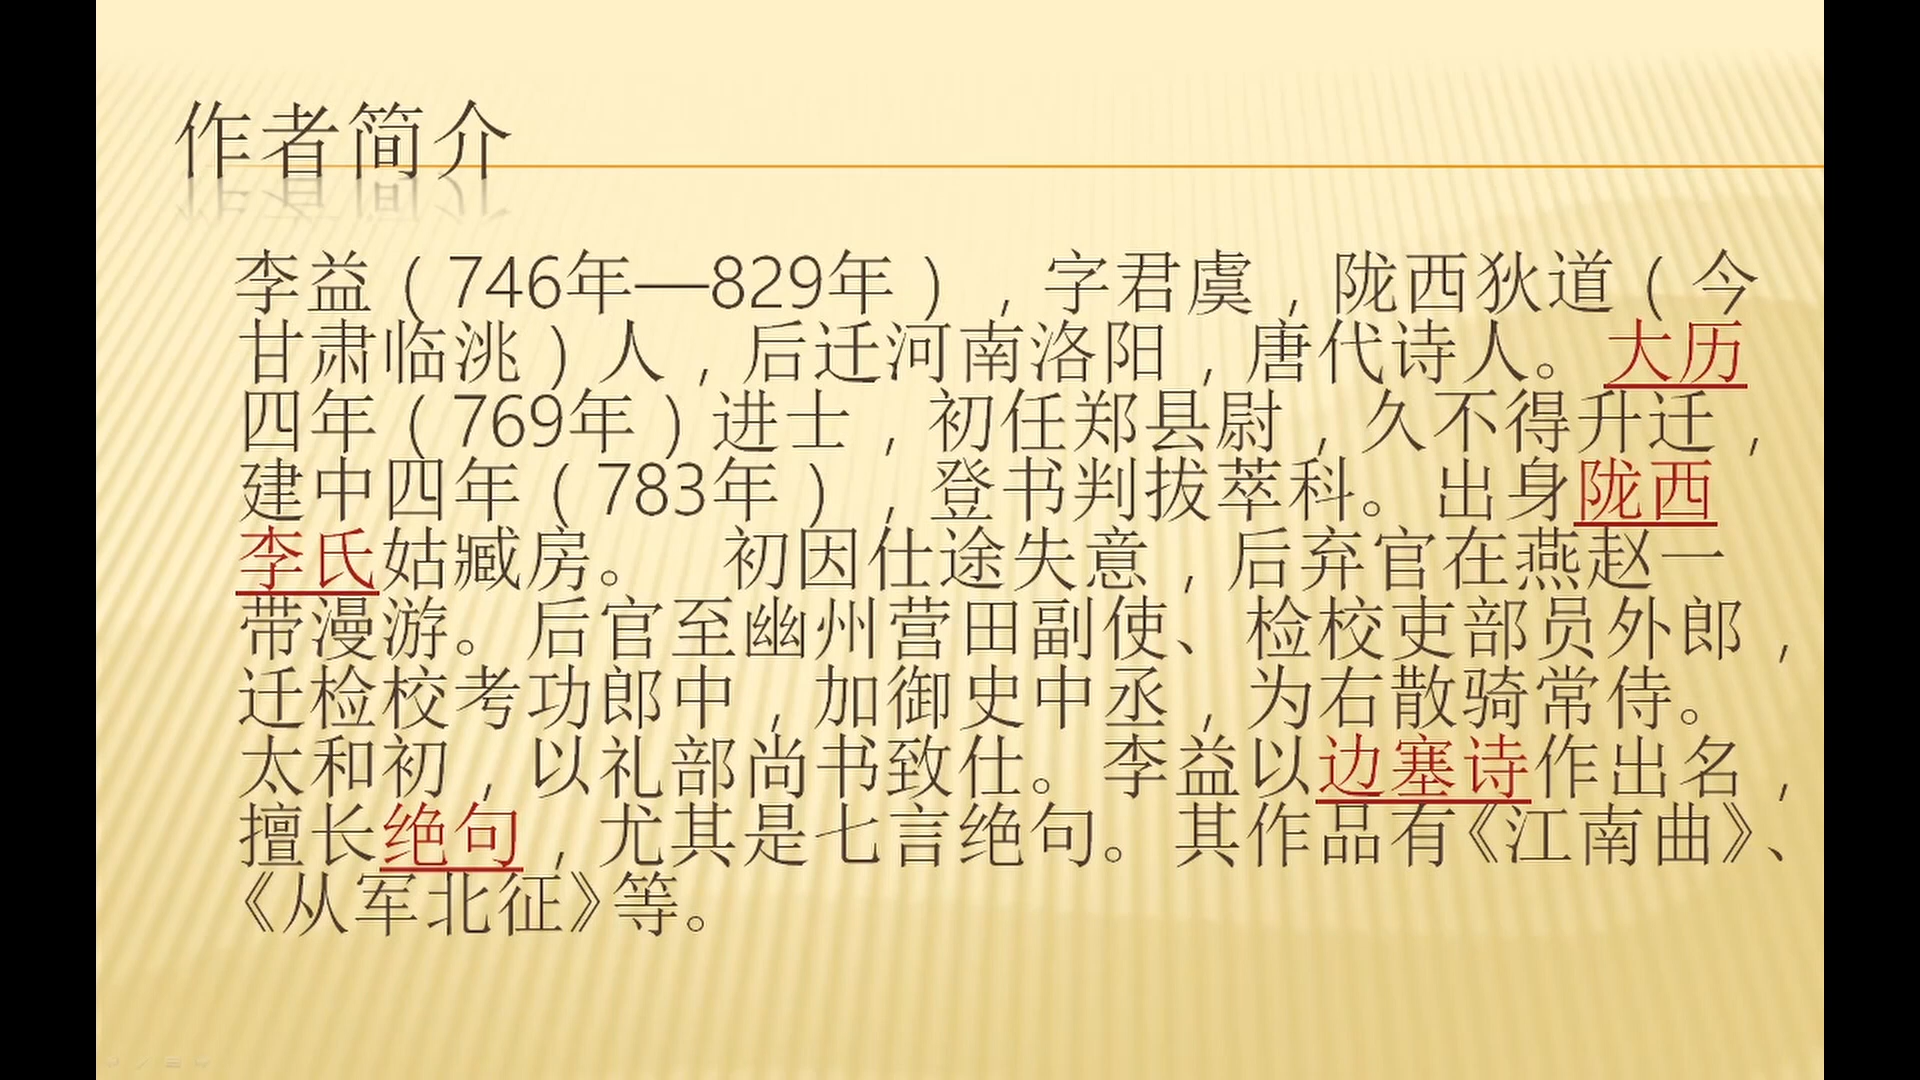 作者简介
李益（746年—829年），字君虞，陇西狄道（今
甘肃临洮）人，后迁河南洛阳，唐代诗人。大历
四年（769年）进士，初任郑县尉，久不得升迁，
建中四年（783年），登书判拔萃科。出身陇西
李氏姑臧房。 初因仕途失意，后弃官在燕赵一
带漫游。后官至幽州营田副使、检校吏部员外郎，
迁检校考功郎中，加御史中丞，为右散骑常侍。
太和初，以礼部尚书致仕。李益以边塞诗作出名，
擅长绝句，尤其是七言绝句。其作品有《江南曲》、
《从军北征》等。